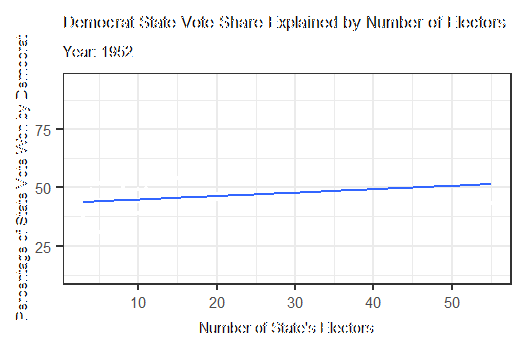 Democrat State Vote Share Explained by Number of Electors
Year: 1952
Percentage of State Vote Won by Democrat
75
50
25
10 20 30 40 50
Number of State's Electors